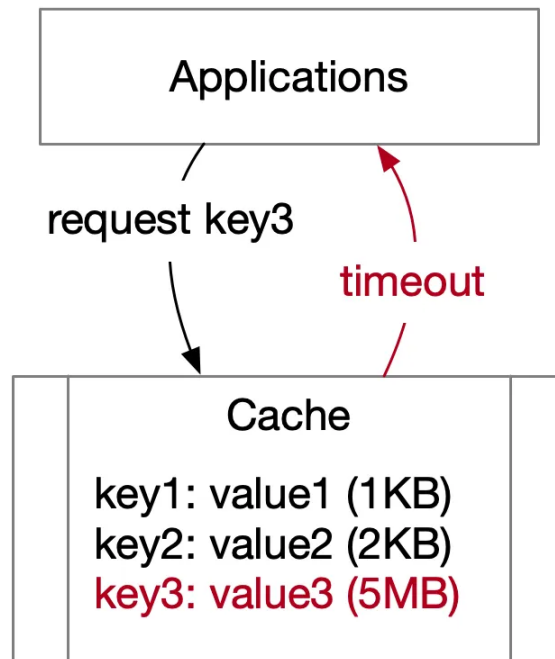 Applications
request key3
timeout
Cache
key1: value1 (1KB)
key2: value2 (2KB)
key3: value3 (5MB)